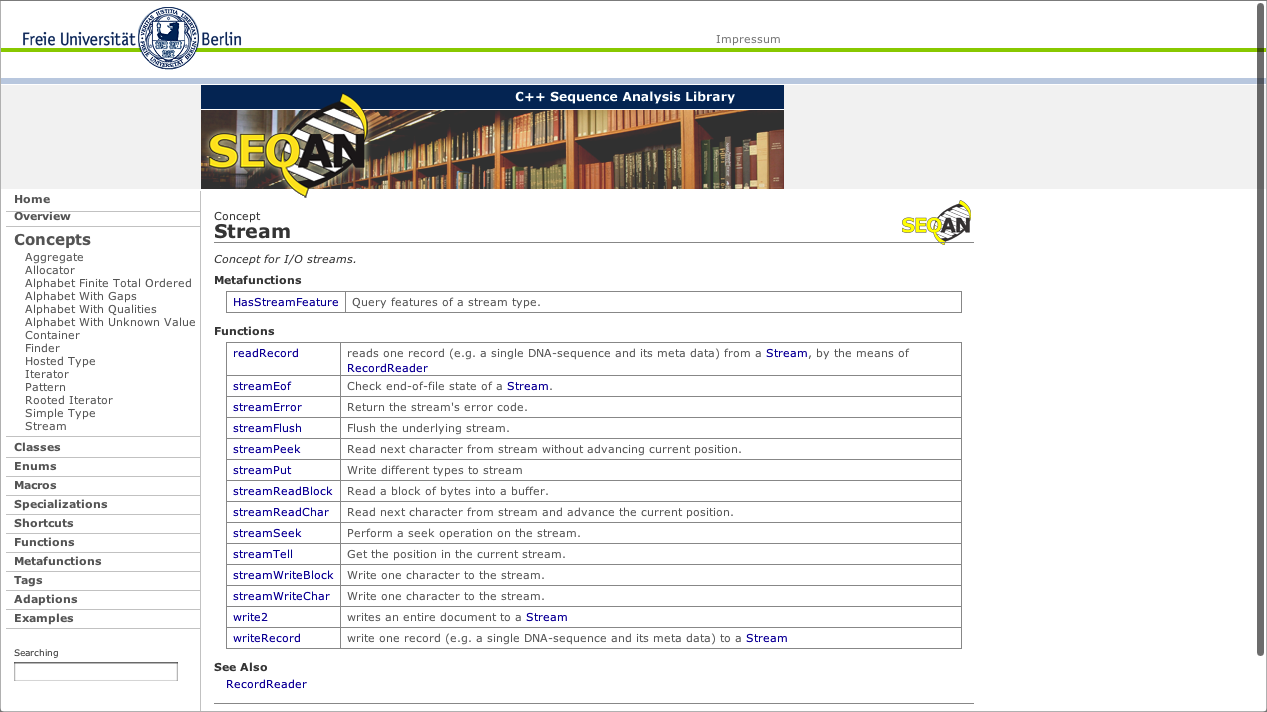 Freie Universität Berlin
Impressum
C++ Sequence Analysis Library
SEQAN
Home
Overview
Concepts
Aggregate
Allocator
Alphabet Finite Total Ordered
Alphabet With Gaps
Alphabet With Qualities
Alphabet With Unknown Value
Container
Finder
Hosted Type
Iterator
Pattern
Rooted Iterator
Simple Type
Stream
Classes
Enums
Macros
Specializations
Shortcuts
Functions
Metafunctions
Tags
Adaptions
Examples
Searching
Concept
Stream
SEQAN
Concept for I/O streams.
Metafunctions
HasStreamFeature Query features of a stream type.
Functions
readRecord reads one record (e.g. a single DNA-sequence and its meta data) from a Stream, by the means of
RecordReader
streamEof Check end-of-file state of a Stream.
streamError Return the stream's error code.
streamFlush Flush the underlying stream.
streamPeek Read next character from stream without advancing current position.
streamPut Write different types to stream
streamReadBlock Read a block of bytes into a buffer.
streamReadChar Read next character from stream and advance the current position.
streamSeek Perform a seek operation on the stream.
streamTell Get the position in the current stream.
streamWriteBlock Write one character to the stream.
streamWriteChar Write one character to the stream.
write2 writes an entire document to a Stream
writeRecord write one record (e.g. a single DNA-sequence and its meta data) to a Stream
See Also
RecordReader